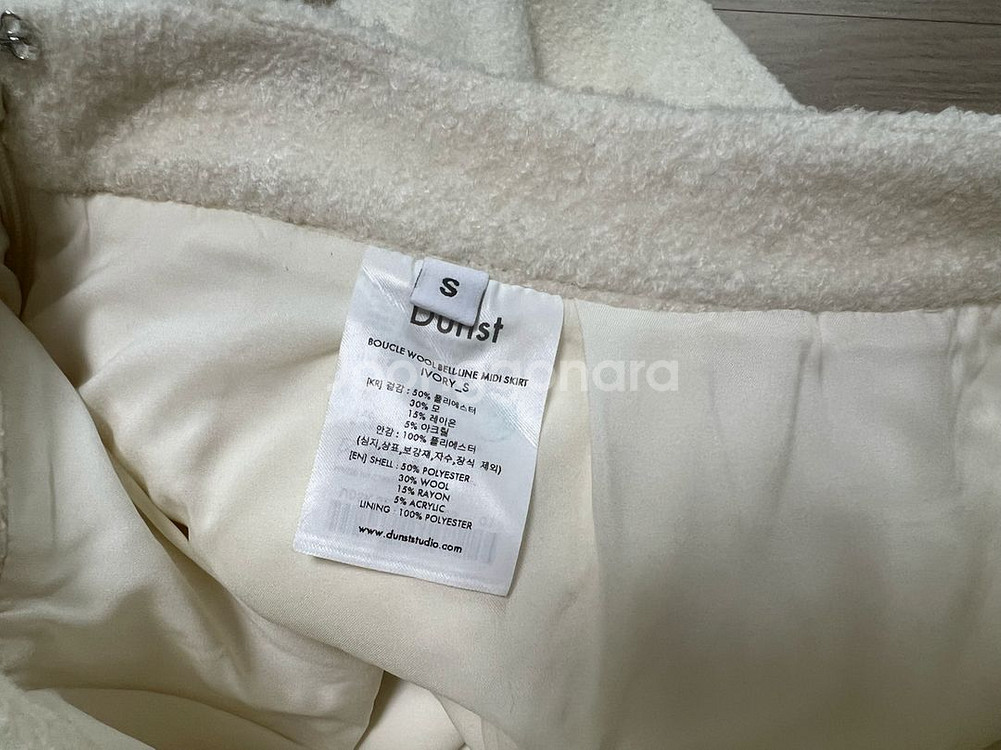 S
Dunst
BOUCLE WOOL BELL-LINE MIDI SKIRT
IVORY_S
[KR] 겉감 : 50% 폴리에스터
30% 모
15% 레이온
5% 아크릴
안감 : 100% 폴리에스터
(심지,상표,보강재,자수,장식 제외)
[EN] SHELL : 50% POLYESTER
30% WOOL
15% RAYON
5% ACRYLIC
LINING : 100% POLYESTER
www.dunststudio.com
joonggonara